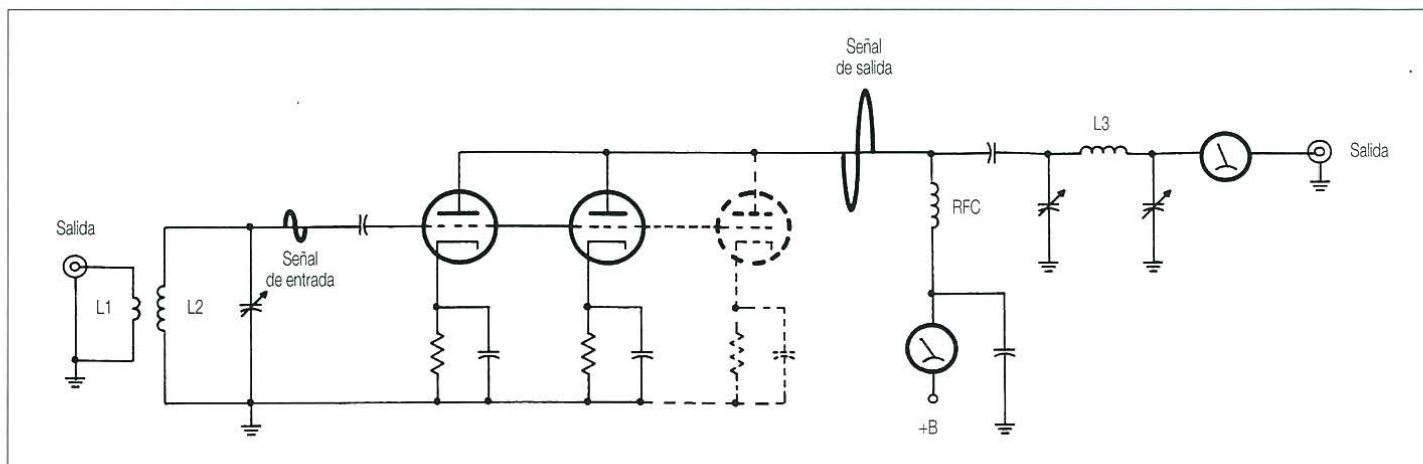 Señal
de salida
L3
Salida
Salida
Señal
de entrada
L1
L2
RFC
+B